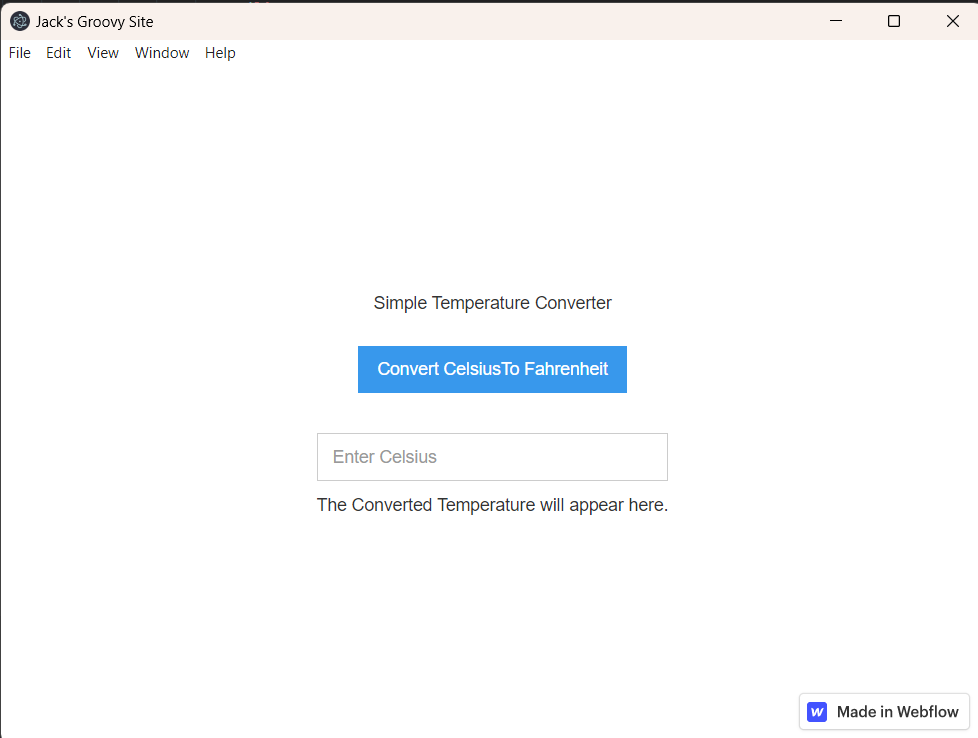 Jack's Groovy Site
File Edit View Window Help
Simple Temperature Converter
Convert CelsiusTo Fahrenheit
Enter Celsius
The Converted Temperature will appear here.
Made in Webflow